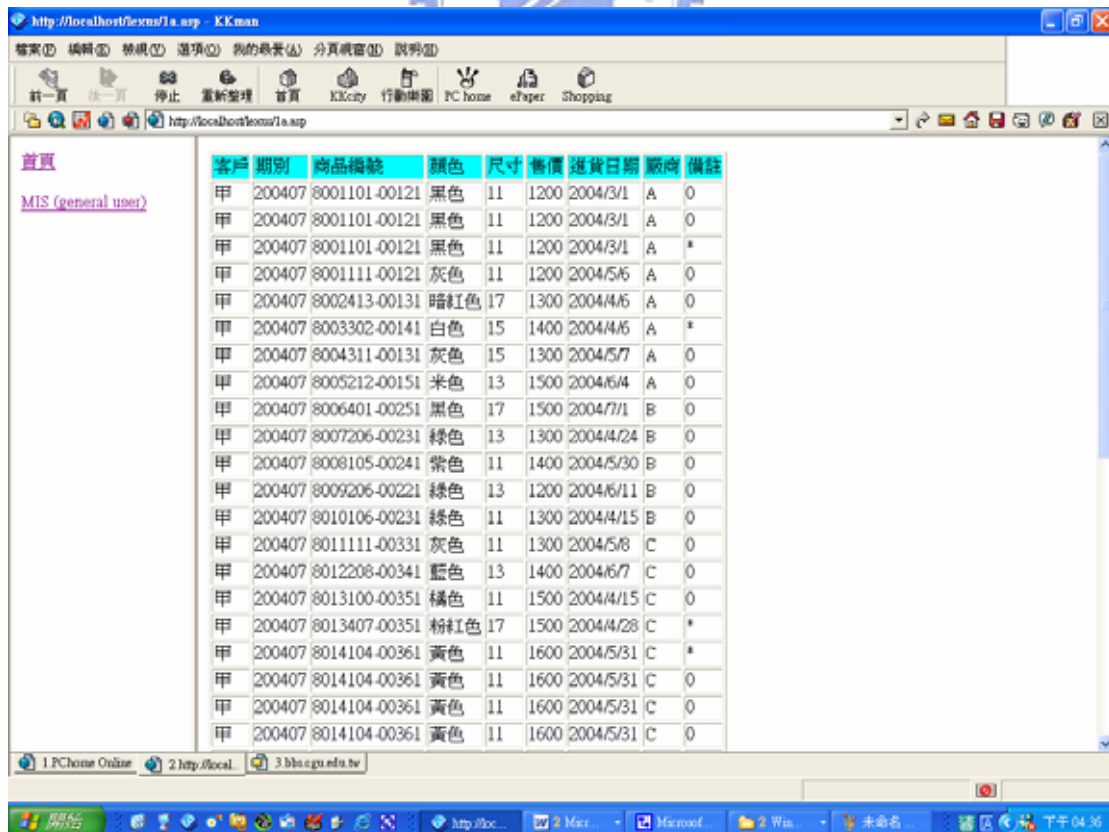 http://localhost/lexus/1a.asp - KKman
檔案(F) 編輯(E) 檢視(V) 選項(O) 我的最愛(A) 分頁視窗(N) 說明(H)
前一頁 後一頁 停止 重新整理 首頁 KKcity 行動樂園 PC home ePaper Shopping
http://localhost/lexus/1a.asp
首頁
MIS (general user)
客戶 期別 商品編號 顏色 尺寸 售價 進貨日期 廠商 備註
甲 200407 8001101-00121 黑色 11 1200 2004/3/1 A 0
甲 200407 8001101-00121 黑色 11 1200 2004/3/1 A 0
甲 200407 8001101-00121 黑色 11 1200 2004/3/1 A *
甲 200407 8001111-00121 灰色 11 1200 2004/5/6 A 0
甲 200407 8002413-00131 暗紅色 17 1300 2004/4/6 A 0
甲 200407 8003302-00141 白色 15 1400 2004/4/6 A *
甲 200407 8004311-00131 灰色 15 1300 2004/5/7 A 0
甲 200407 8005212-00151 米色 13 1500 2004/6/4 A 0
甲 200407 8006401-00251 黑色 17 1500 2004/7/1 B 0
甲 200407 8007206-00231 綠色 13 1300 2004/4/24 B 0
甲 200407 8008105-00241 紫色 11 1400 2004/5/30 B 0
甲 200407 8009206-00221 綠色 13 1200 2004/6/11 B 0
甲 200407 8010106-00231 綠色 11 1300 2004/4/15 B 0
甲 200407 8011111-00331 灰色 11 1300 2004/5/8 C 0
甲 200407 8012208-00341 藍色 13 1400 2004/6/7 C 0
甲 200407 8013100-00351 橘色 11 1500 2004/4/15 C 0
甲 200407 8013407-00351 粉紅色 17 1500 2004/4/28 C *
甲 200407 8014104-00361 黃色 11 1600 2004/5/31 C *
甲 200407 8014104-00361 黃色 11 1600 2004/5/31 C 0
甲 200407 8014104-00361 黃色 11 1600 2004/5/31 C 0
甲 200407 8014104-00361 黃色 11 1600 2004/5/31 C 0
1.PChome Online 2.http://local... 3.bbs.cgu.edu.tw
開始 http://loc... 2 Micr... Microsof... 2 Win... 未命名 ... 下午 04:36